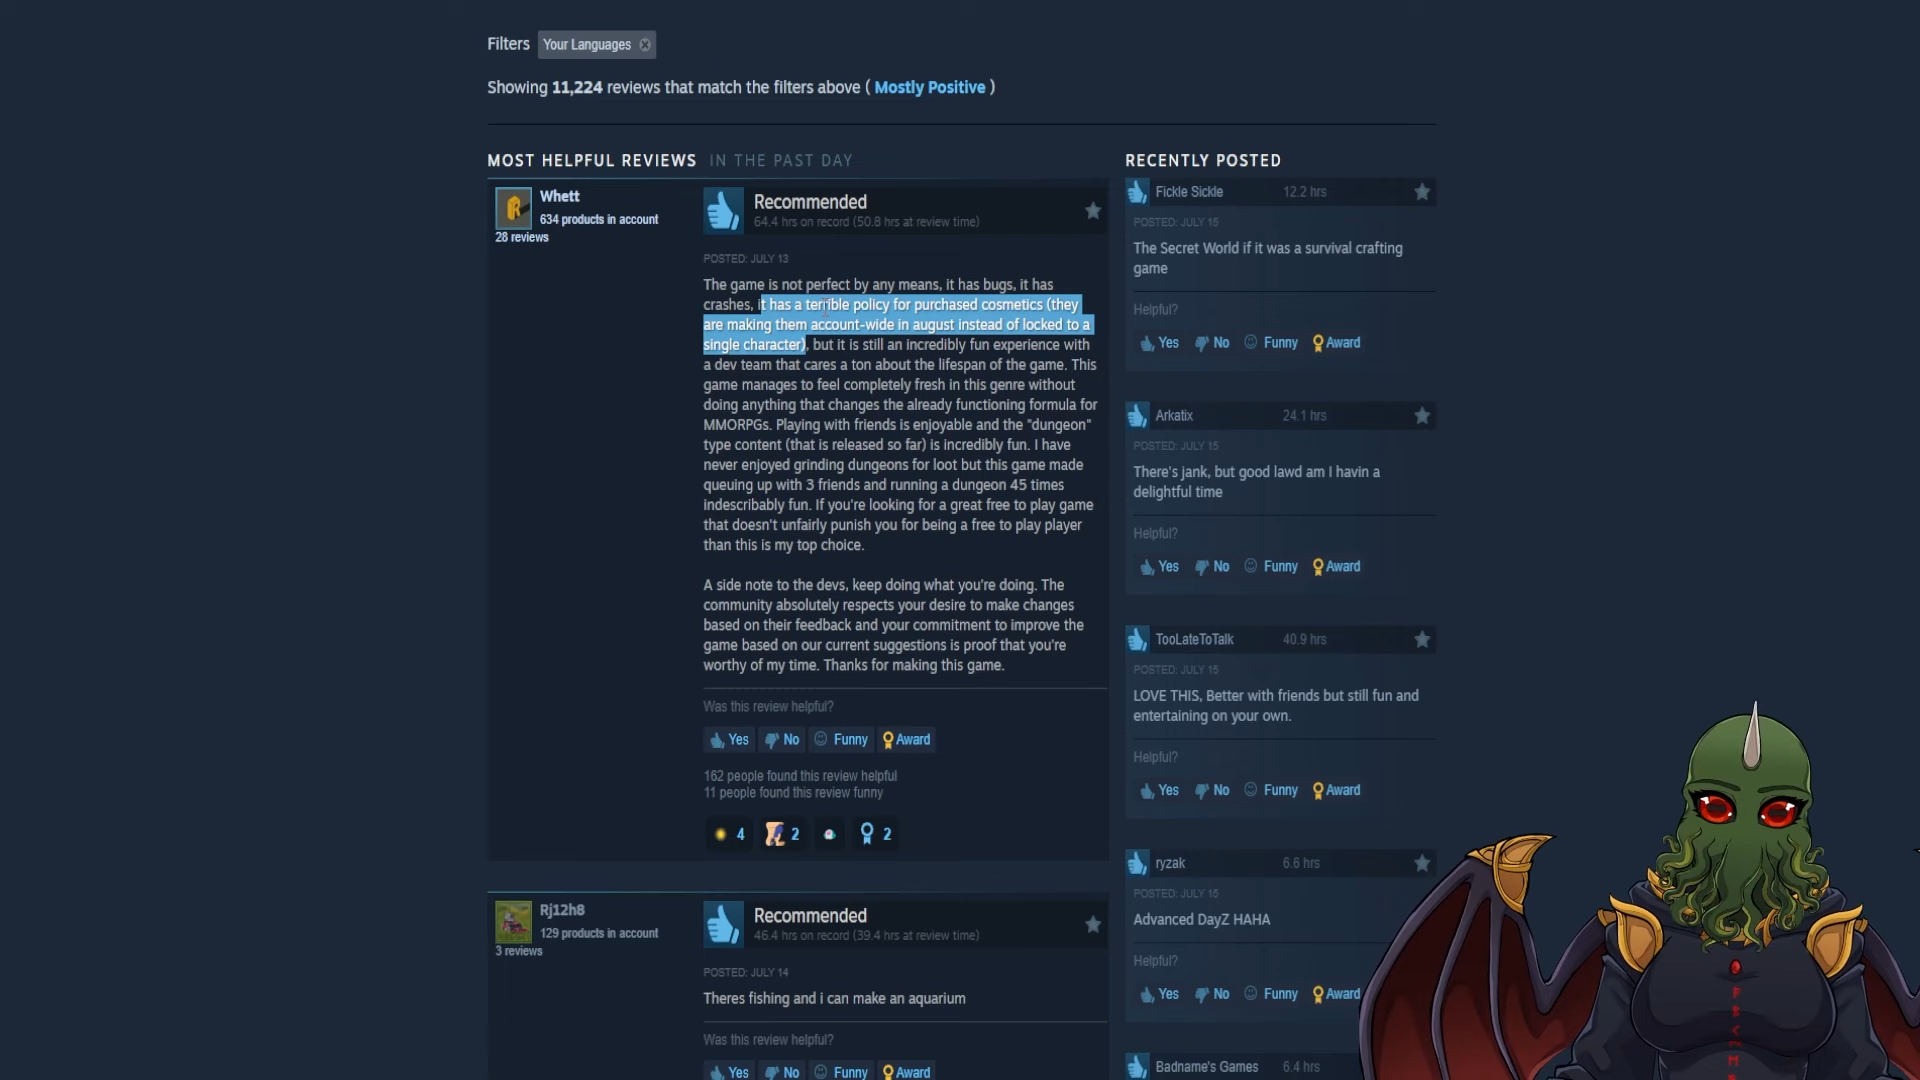 Filters Your Languages
Showing 11,224 reviews that match the filters above ( Mostly Positive )
MOST HELPFUL REVIEWS IN THE PAST DAY
Whett
634 products in account
28 reviews
Recommended
64.4 hrs on record (50.8 hrs at review time)
POSTED: JULY 13
The game is not perfect by any means, it has bugs, it has
crashes, it has a terrible policy for purchased cosmetics (they
are making them account-wide in august instead of locked to a
single character), but it is still an incredibly fun experience with
a dev team that cares a ton about the lifespan of the game. This
game manages to feel completely fresh in this genre without
doing anything that changes the already functioning formula for
MMORPGs. Playing with friends is enjoyable and the "dungeon"
type content (that is released so far) is incredibly fun. I have
never enjoyed grinding dungeons for loot but this game made
queuing up with 3 friends and running a dungeon 45 times
indescribably fun. If you're looking for a great free to play game
that doesn't unfairly punish you for being a free to play player
than this is my top choice.
A side note to the devs, keep doing what you're doing. The
community absolutely respects your desire to make changes
based on their feedback and your commitment to improve the
game based on our current suggestions is proof that you're
worthy of my time. Thanks for making this game.
Was this review helpful?
Yes No Funny Award
162 people found this review helpful
11 people found this review funny
4 2 2
Rj12h8
129 products in account
3 reviews
Recommended
46.4 hrs on record (39.4 hrs at review time)
POSTED: JULY 14
Theres fishing and i can make an aquarium
Was this review helpful?
Yes No Funny Award
RECENTLY POSTED
Fickle Sickle 12.2 hrs
POSTED: JULY 15
The Secret World if it was a survival crafting
game
Helpful?
Yes No Funny Award
Arkatix 24.1 hrs
POSTED: JULY 15
There's jank, but good lawd am I havin a
delightful time
Helpful?
Yes No Funny Award
TooLateToTalk 40.9 hrs
POSTED: JULY 15
LOVE THIS, Better with friends but still fun and
entertaining on your own.
Helpful?
Yes No Funny Award
ryzak 6.6 hrs
POSTED: JULY 15
Advanced DayZ HAHA
Helpful?
Yes No Funny Award
Badname's Games 6.4 hrs